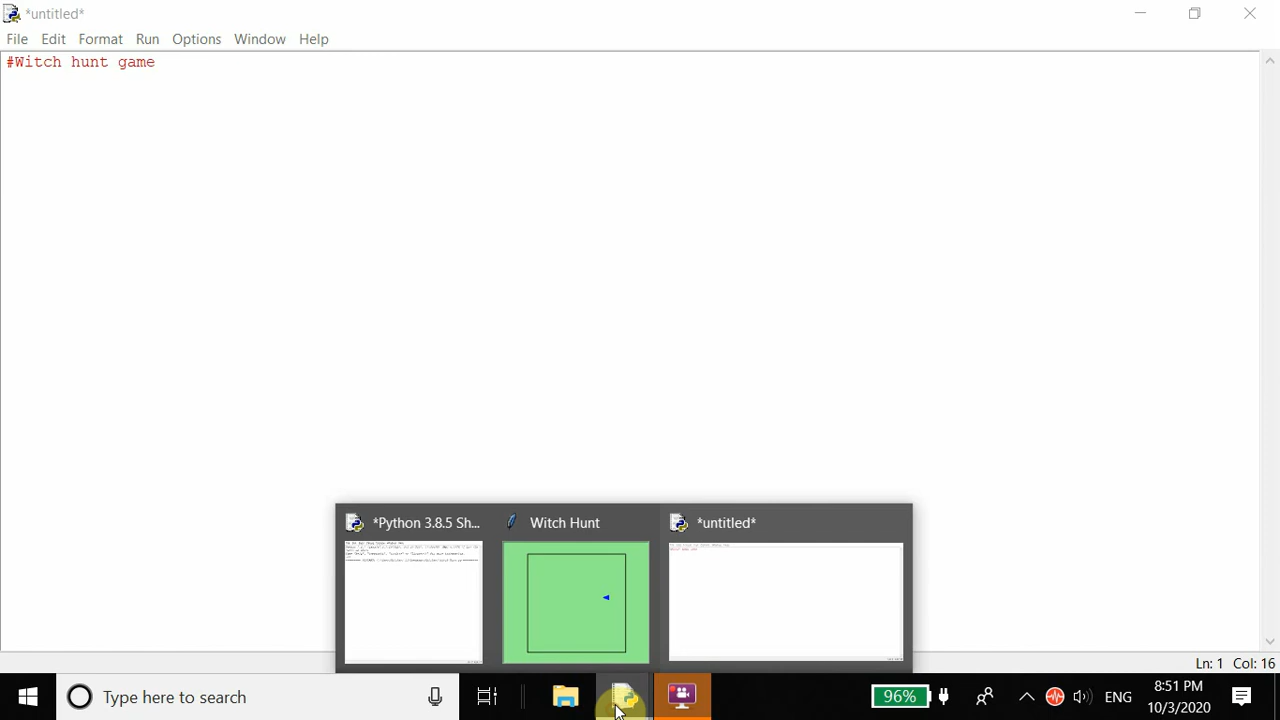 *untitled*
File Edit Format Run Options Window Help
#Witch hunt game
*Python 3.8.5 Sh...
Witch Hunt
*untitled*
Ln: 1 Col: 16
Type here to search
96%
ENG
8:51 PM
10/3/2020